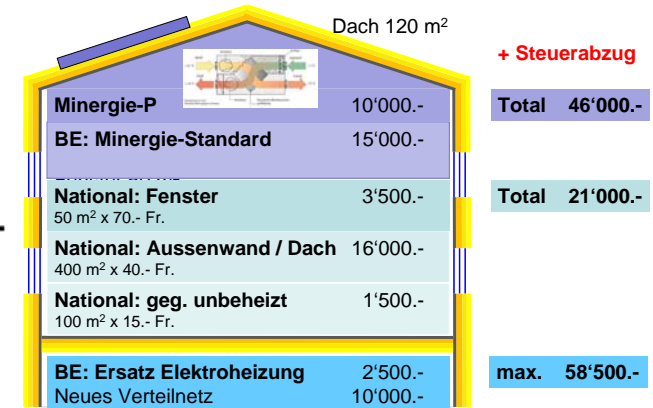 Dach 120 m²
+ Steuerabzug
Minergie-P 10‘000.- Total 46‘000.-
BE: Minergie-Standard 15‘000.-
National: Fenster 3‘500.- Total 21‘000.-
50 m² x 70.- Fr.
National: Aussenwand / Dach 16‘000.-
400 m² x 40.- Fr.
National: geg. unbeheizt 1‘500.-
100 m² x 15.- Fr.
BE: Ersatz Elektroheizung 2‘500.- max. 58‘500.-
Neues Verteilnetz 10‘000.-